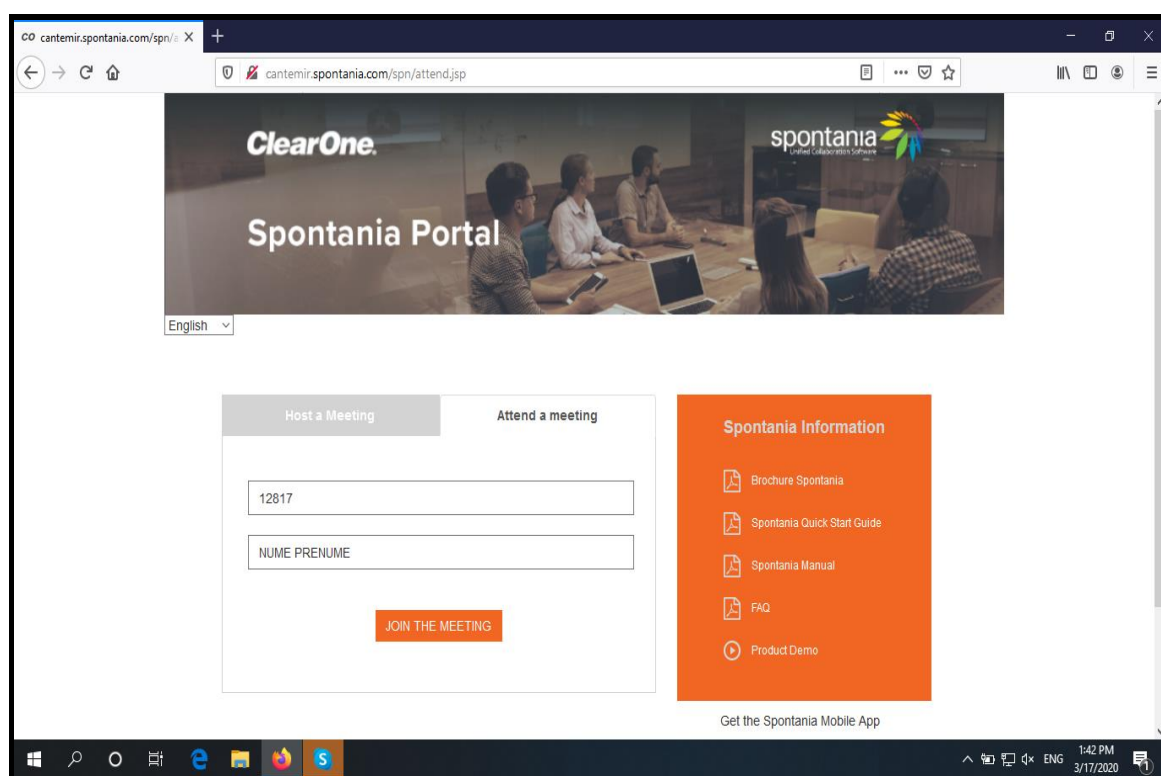 co cantemir.spontania.com/spn/a
cantemir.spontania.com/spn/attend.jsp
ClearOne.
spontania
Unified Collaboration Software
Spontania Portal
English
Host a Meeting
Attend a meeting
12817
NUME PRENUME
JOIN THE MEETING
Spontania Information
Brochure Spontania
Spontania Quick Start Guide
Spontania Manual
FAQ
Product Demo
Get the Spontania Mobile App
ENG
1:42 PM
3/17/2020
1